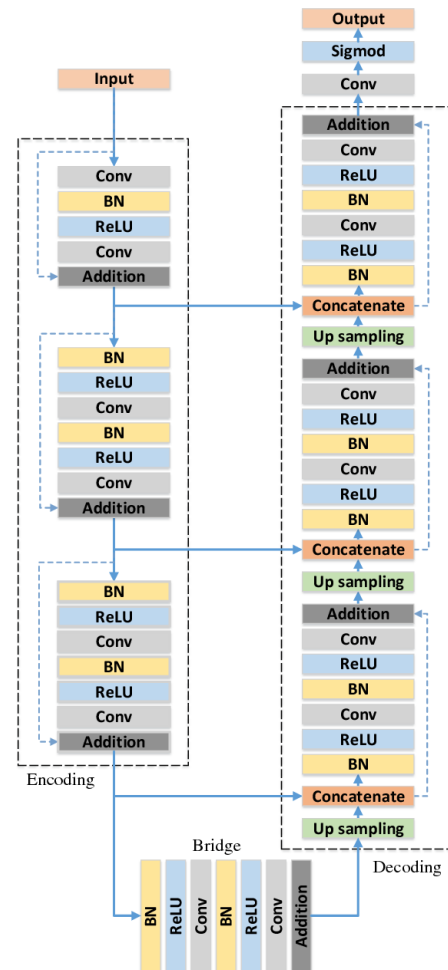 Input
Conv
BN
ReLU
Conv
Addition
BN
ReLU
Conv
BN
ReLU
Conv
Addition
BN
ReLU
Conv
BN
ReLU
Conv
Addition
Encoding
Bridge
BN
ReLU
Conv
BN
ReLU
Conv
Addition
Output
Sigmod
Conv
Addition
Conv
ReLU
BN
Conv
ReLU
BN
Concatenate
Up sampling
Addition
Conv
ReLU
BN
Conv
ReLU
BN
Concatenate
Up sampling
Addition
Conv
ReLU
BN
Conv
ReLU
BN
Concatenate
Up sampling
Decoding